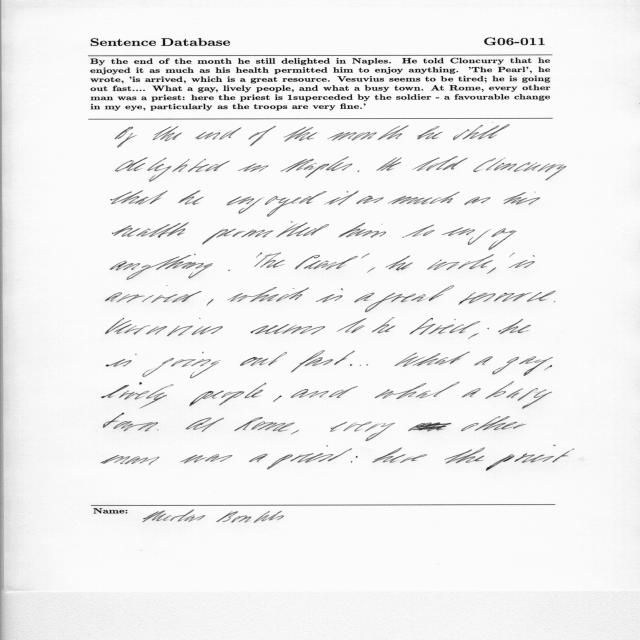 Sentence Database G06-011
By the end of the month he still delighted in Naples. He told Cloncurry that he
enjoyed it as much as his health permitted him to enjoy anything. 'The Pearl', he
wrote, 'is arrived, which is a great resource. Vesuvius seems to be tired; he is going
out fast.... What a gay, lively people, and what a busy town. At Rome, every other
man was a priest: here the priest is 1superceded by the soldier - a favourable change
in my eye, particularly as the troops are very fine.'
By the end of the month he still
delighted in Naples. He told Cloncurry
that he enjoyed it as much as his
health permitted him to enjoy
anything. 'The Pearl', he wrote, 'is
arrived, which is a great resource.
Vesuvius seems to be tired; he
is going out fast... What a gay,
lively people, and what a busy
town. At Rome, every other
man was a priest: here the priest
Name: